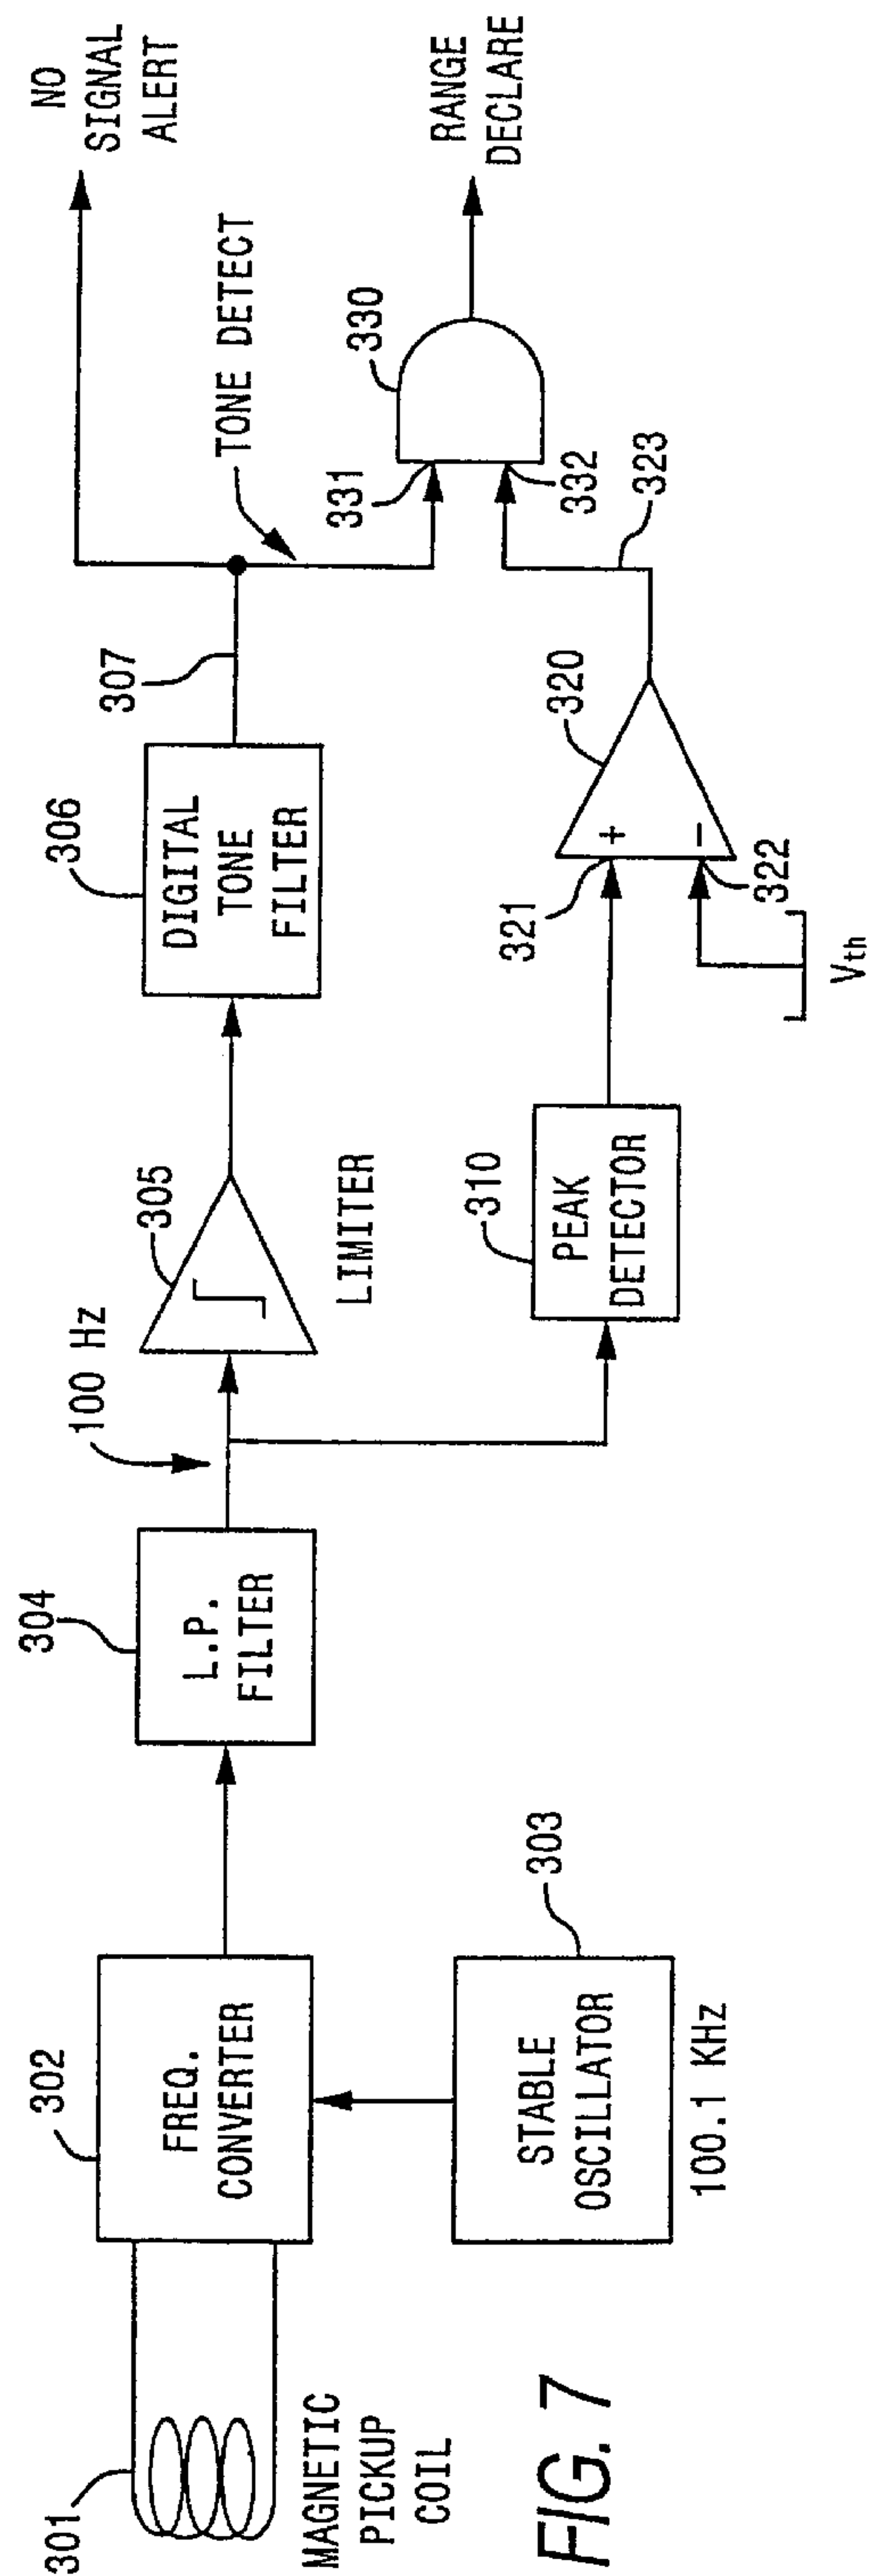 301
MAGNETIC
PICKUP
COIL
302
FREQ.
CONVERTER
303
STABLE
OSCILLATOR
100.1 KHz
304
L.P.
FILTER
100 Hz
305
LIMITER
306
DIGITAL
TONE
FILTER
307
TONE DETECT
NO
SIGNAL
ALERT
310
PEAK
DETECTOR
320
321
+
−
322
Vth
323
330
331
332
RANGE
DECLARE
FIG. 7